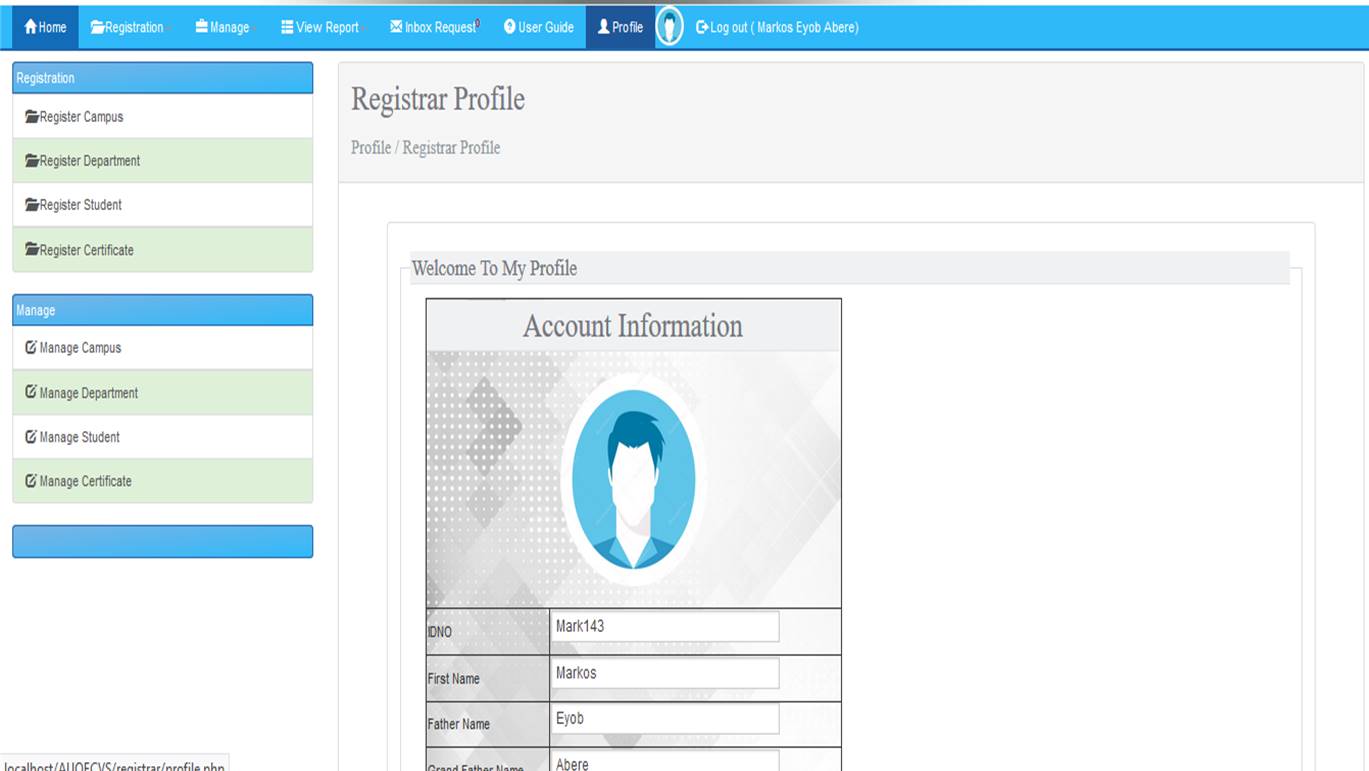 Home Registration Manage View Report Inbox Request0 User Guide Profile Log out ( Markos Eyob Abere)
Registration
Register Campus
Register Department
Register Student
Register Certificate
Manage
Manage Campus
Manage Department
Manage Student
Manage Certificate
Registrar Profile
Profile / Registrar Profile
Welcome To My Profile
Account Information
IDNO Mark143
First Name Markos
Father Name Eyob
Grand Father Name Abere
localhost/AUOECVS/registrar/profile.php